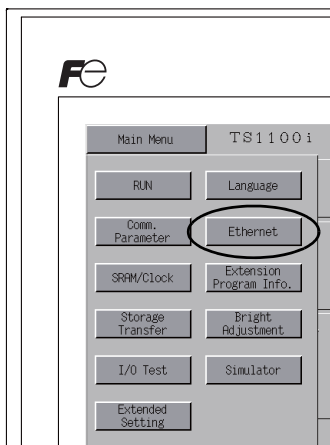 Fe
Main Menu
TS1100i
RUN
Language
Comm.
Parameter
Ethernet
SRAM/Clock
Extension
Program Info.
Storage
Transfer
Bright
Adjustment
I/O Test
Simulator
Extended
Setting